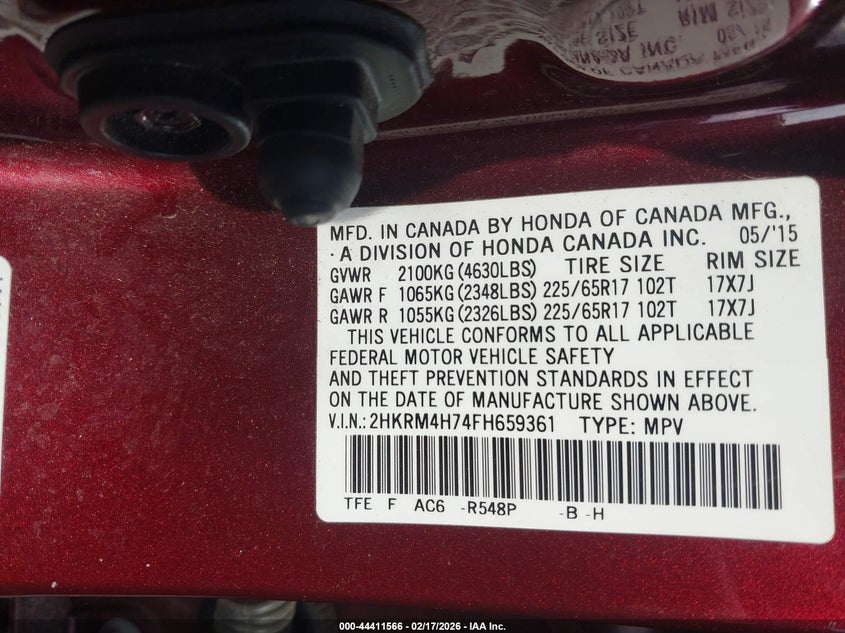 MFD. IN CANADA BY HONDA OF CANADA MFG.,
· A DIVISION OF HONDA CANADA INC. 05/'15
GVWR 2100KG (4630LBS) TIRE SIZE RIM SIZE
GAWR F 1065KG (2348LBS) 225/65R17 102T 17X7J
GAWR R 1055KG (2326LBS) 225/65R17 102T 17X7J
THIS VEHICLE CONFORMS TO ALL APPLICABLE
FEDERAL MOTOR VEHICLE SAFETY
AND THEFT PREVENTION STANDARDS IN EFFECT
ON THE DATE OF MANUFACTURE SHOWN ABOVE.
V.I.N.: 2HKRM4H74FH659361 TYPE: MPV
TFE F AC6 -R548P -B -H
000-44411566 - 02/17/2026 - IAA Inc.